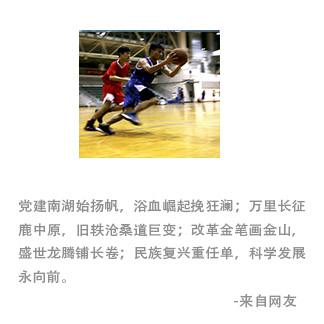 党建南湖始扬帆，浴血崛起挽狂澜；万里长征
鹿中原，旧轶沧桑道巨变；改革金笔画金山，
盛世龙腾铺长卷；民族复兴重任单，科学发展
永向前。
-来自网友